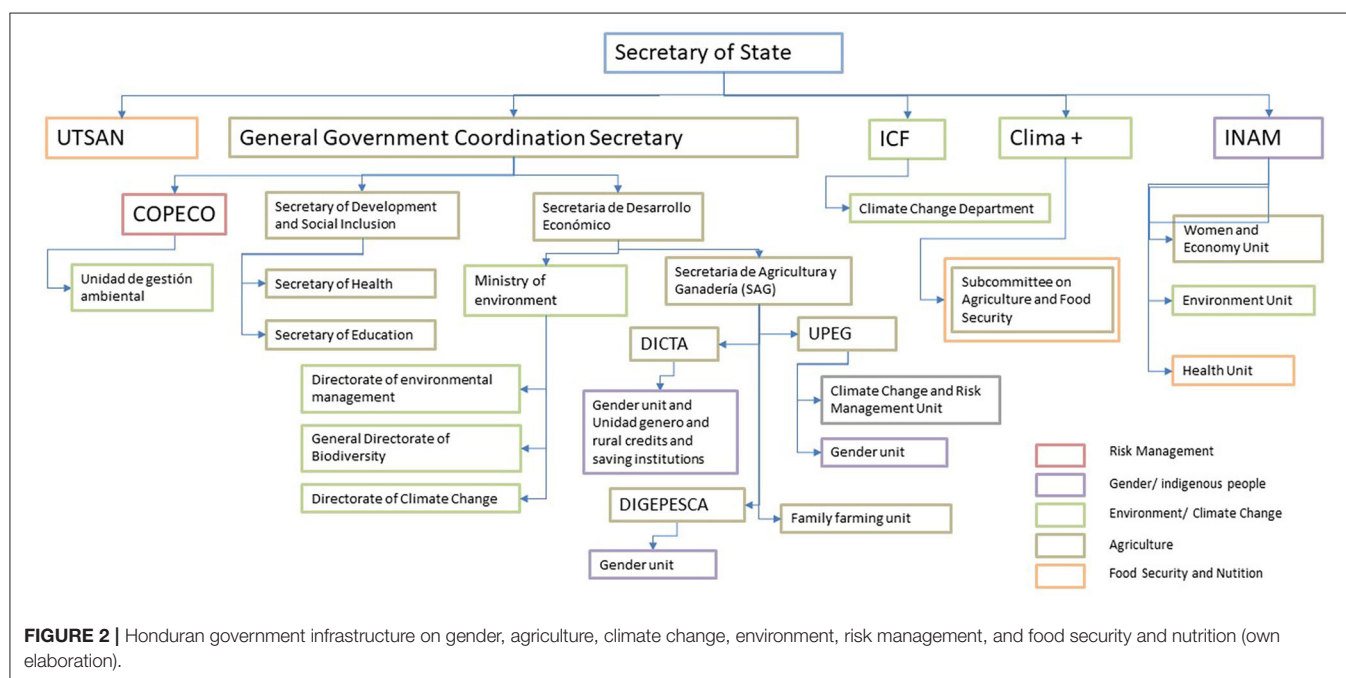 Secretary of State
UTSAN
General Government Coordination Secretary
ICF
Clima +
INAM
COPECO
Secretary of Development
and Social Inclusion
Secretaria de Desarrollo
Económico
Climate Change Department
Women and
Economy Unit
Unidad de gestión
ambiental
Secretary of Health
Ministry of
environment
Secretaria de Agricultura y
Ganadería (SAG)
Subcommittee on
Agriculture and Food
Security
Environment Unit
Secretary of Education
DICTA
UPEG
Health Unit
Directorate of environmental
management
Gender unit and
Unidad genero and
rural credits and
saving institutions
Climate Change and Risk
Management Unit
General Directorate of
Biodiversity
Gender unit
Directorate of Climate Change
DIGEPESCA
Family farming unit
Gender unit
Risk Management
Gender/ indigenous people
Environment/ Climate Change
Agriculture
Food Security and Nutition
FIGURE 2 | Honduran government infrastructure on gender, agriculture, climate change, environment, risk management, and food security and nutrition (own
elaboration).